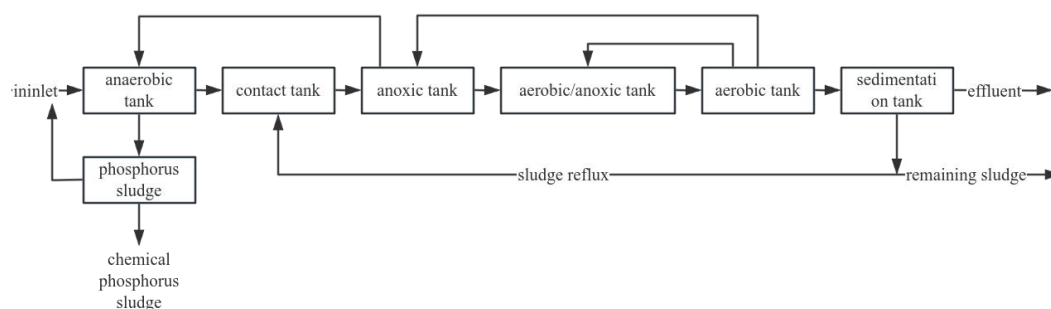 ininlet
anaerobic
tank
contact tank
anoxic tank
aerobic/anoxic tank
aerobic tank
sedimentati
on tank
effluent
phosphorus
sludge
sludge reflux
remaining sludge
chemical
phosphorus
sludge